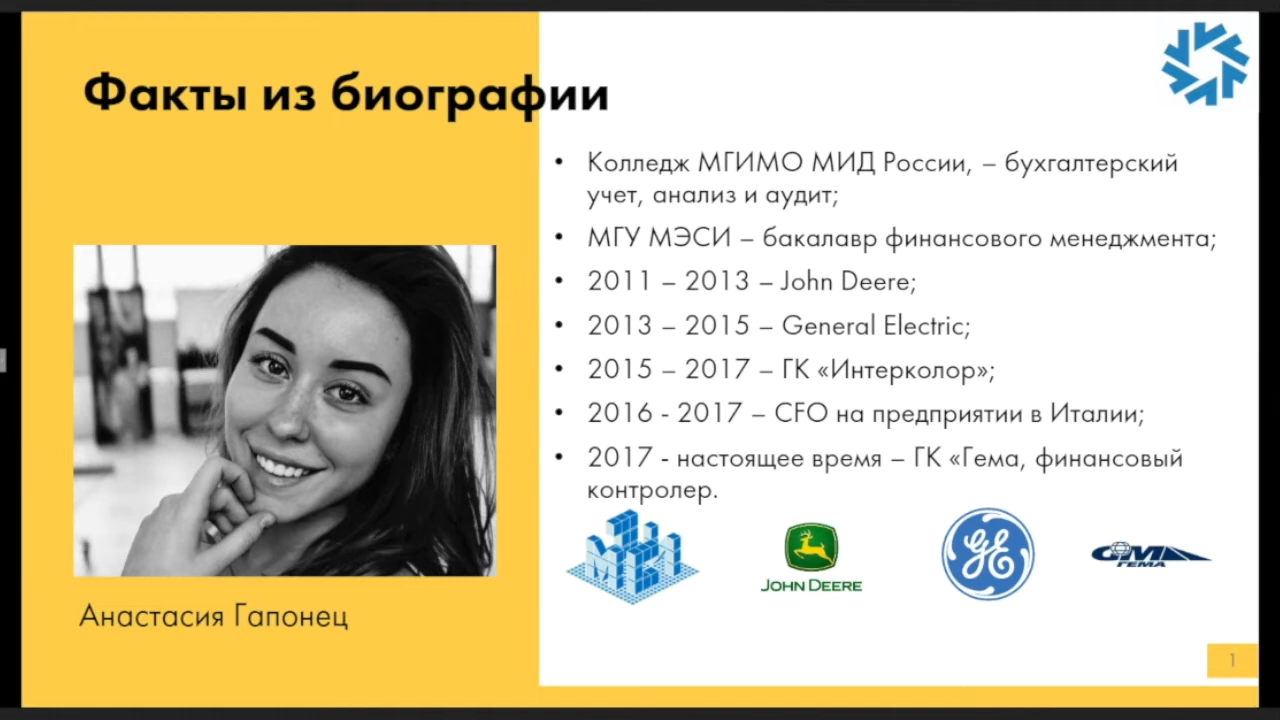 Факты из биографии
• Колледж МГИМО МИД России, – бухгалтерский
учет, анализ и аудит;
• МГУ МЭСИ – бакалавр финансового менеджмента;
• 2011 – 2013 – John Deere;
• 2013 – 2015 – General Electric;
• 2015 – 2017 – ГК «Интерколор»;
• 2016 - 2017 – CFO на предприятии в Италии;
• 2017 - настоящее время – ГК «Гема, финансовый
контролер.
JOHN DEERE
GE
ГЕМА
Анастасия Гапонец
1